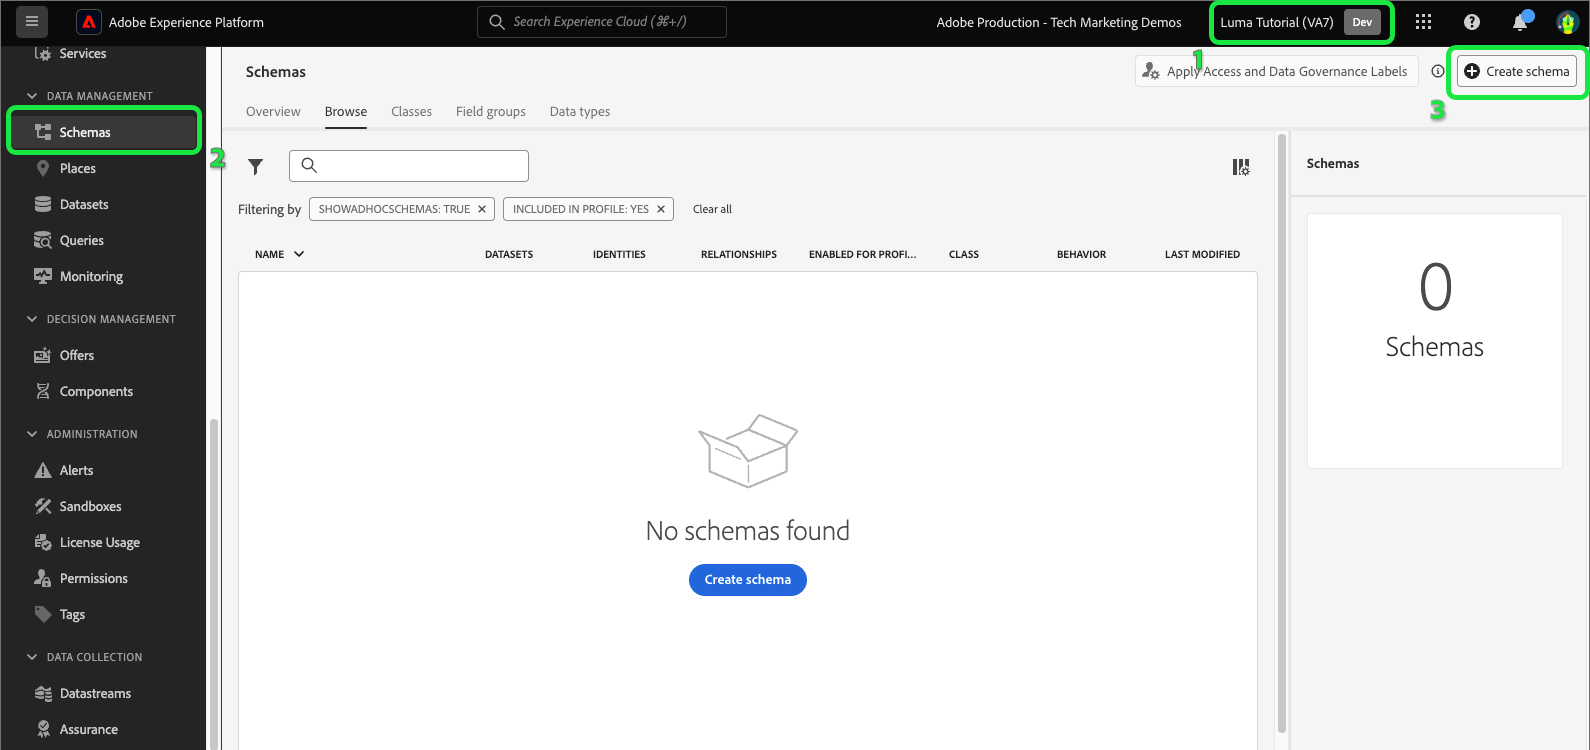 Adobe Experience Platform
Search Experience Cloud (⌘+/)
Adobe Production - Tech Marketing Demos
Luma Tutorial (VA7) Dev
1
Services
DATA MANAGEMENT
Schemas
2
Places
Datasets
Queries
Monitoring
DECISION MANAGEMENT
Offers
Components
ADMINISTRATION
Alerts
Sandboxes
License Usage
Permissions
Tags
DATA COLLECTION
Datastreams
Assurance
Schemas
Apply Access and Data Governance Labels
Create schema
3
Overview Browse Classes Field groups Data types
Filtering by SHOWADHOCSCHEMAS: TRUE INCLUDED IN PROFILE: YES Clear all
NAME DATASETS IDENTITIES RELATIONSHIPS ENABLED FOR PROFI... CLASS BEHAVIOR LAST MODIFIED
No schemas found
Create schema
Schemas
0
Schemas